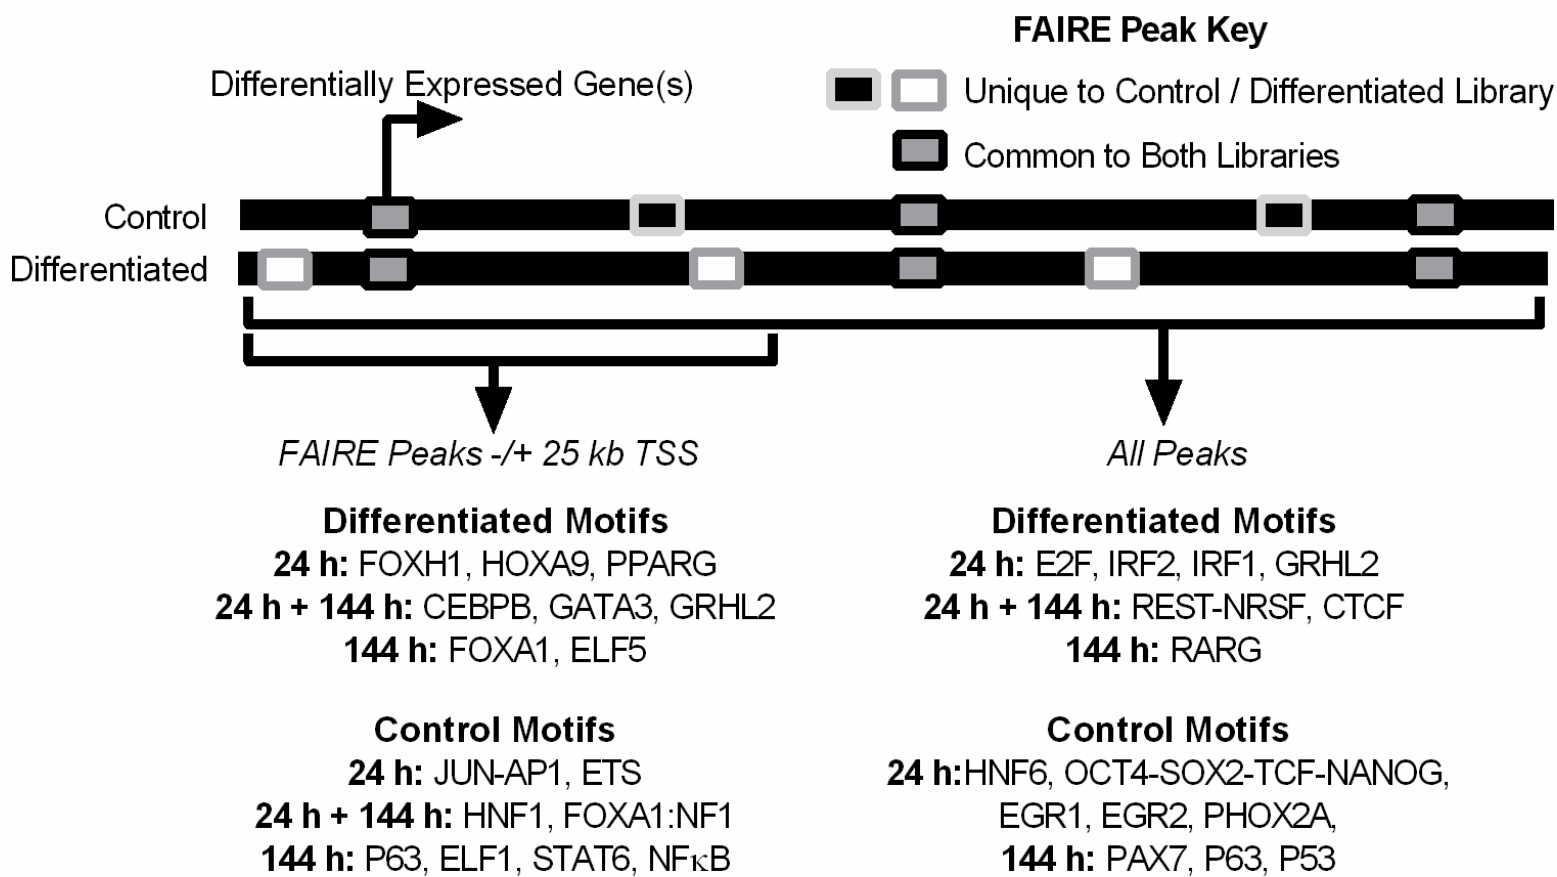 FAIRE Peak Key
Differentially Expressed Gene(s)
Unique to Control / Differentiated Library
Common to Both Libraries
Control
Differentiated
FAIRE Peaks -/+ 25 kb TSS
Differentiated Motifs
24 h: FOXH1, HOXA9, PPARG
24 h + 144 h: CEBPB, GATA3, GRHL2
144 h: FOXA1, ELF5
Control Motifs
24 h: JUN-AP1, ETS
24 h + 144 h: HNF1, FOXA1:NF1
144 h: P63, ELF1, STAT6, NFκB
All Peaks
Differentiated Motifs
24 h: E2F, IRF2, IRF1, GRHL2
24 h + 144 h: REST-NRSF, CTCF
144 h: RARG
Control Motifs
24 h:HNF6, OCT4-SOX2-TCF-NANOG,
EGR1, EGR2, PHOX2A,
144 h: PAX7, P63, P53